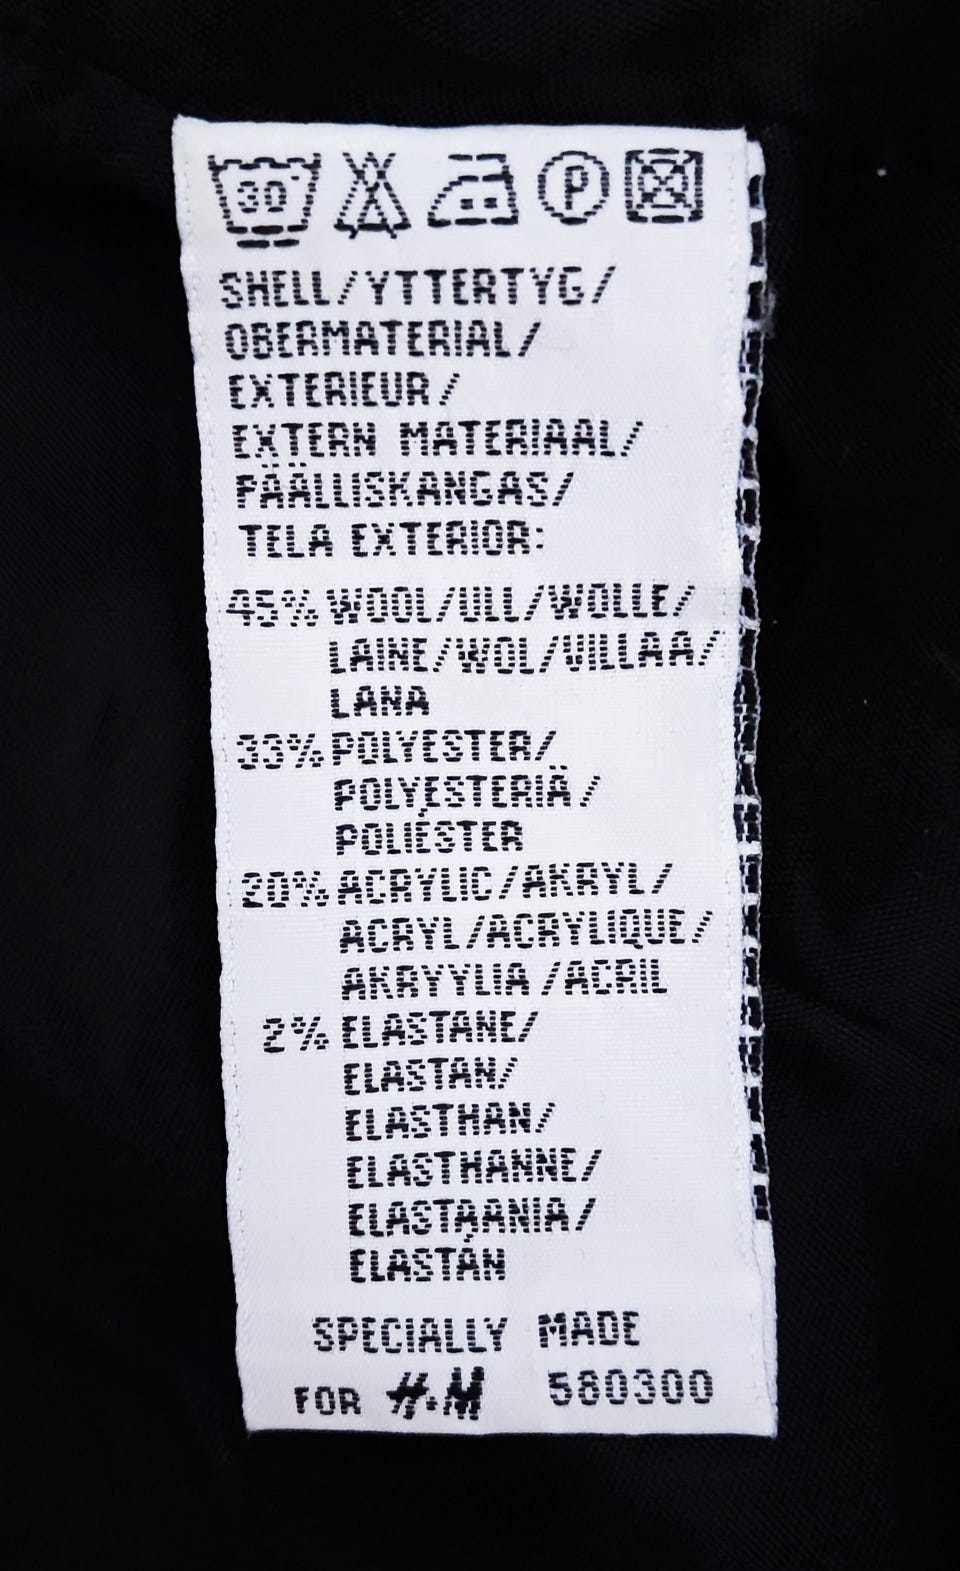 30
P
SHELL/YTTERTYG/
OBERMATERIAL/
EXTERIEUR/
EXTERN MATERIAAL/
PÄÄLLISKANGAS/
TELA EXTERIOR:
45% WOOL/ULL/WOLLE/
LAINE/WOL/VILLAA/
LANA
33% POLYESTER/
POLYESTERIÄ/
POLIÉSTER
20% ACRYLIC/AKRYL/
ACRYL/ACRYLIQUE/
AKRYYLIA /ACRIL
2% ELASTANE/
ELASTAN/
ELASTHAN/
ELASTHANNE/
ELASTAANIA/
ELASTÁN
SPECIALLY MADE
FOR H&M 580300